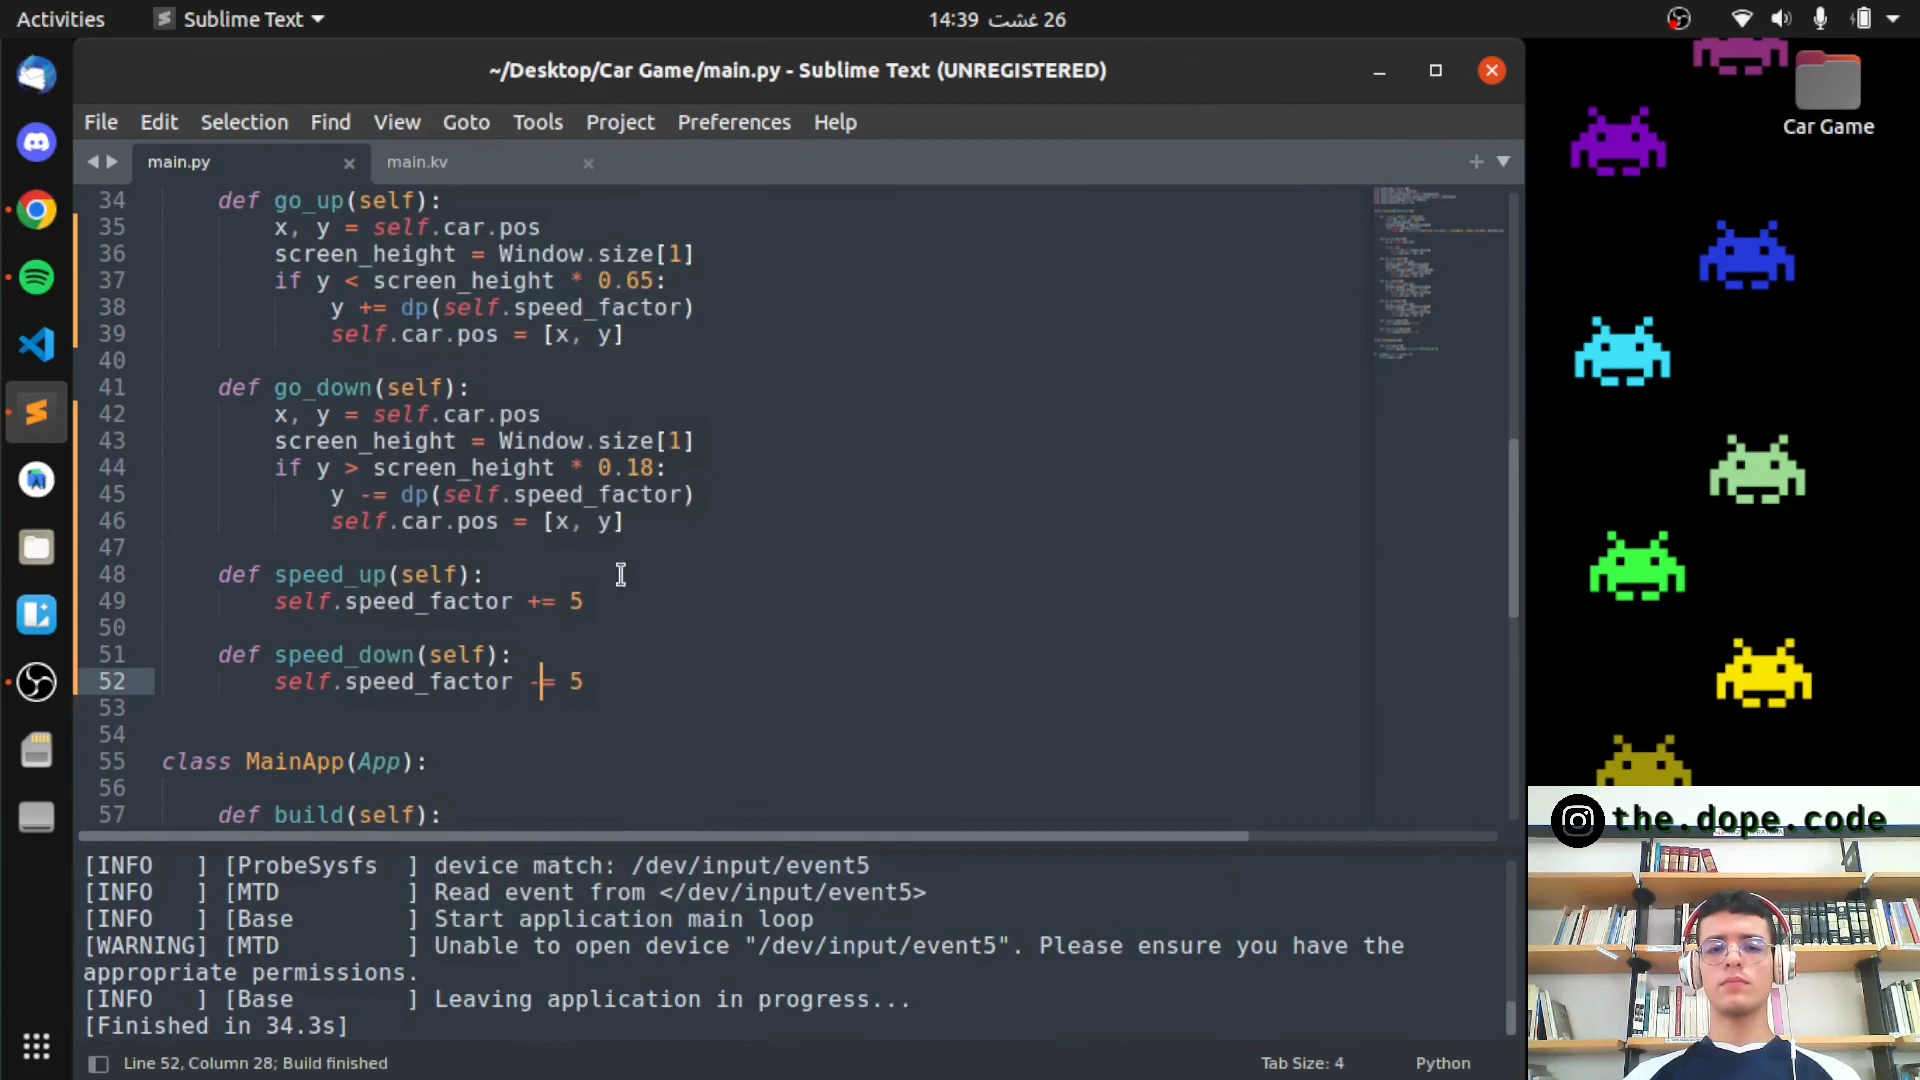 Activities
Sublime Text
14:39 غشت 26
~/Desktop/Car Game/main.py - Sublime Text (UNREGISTERED)
File Edit Selection Find View Goto Tools Project Preferences Help
main.py
main.kv
Car Game
34 def go_up(self):
35 x, y = self.car.pos
36 screen_height = Window.size[1]
37 if y < screen_height * 0.65:
38 y += dp(self.speed_factor)
39 self.car.pos = [x, y]
40
41 def go_down(self):
42 x, y = self.car.pos
43 screen_height = Window.size[1]
44 if y > screen_height * 0.18:
45 y -= dp(self.speed_factor)
46 self.car.pos = [x, y]
47
48 def speed_up(self):
49 self.speed_factor += 5
50
51 def speed_down(self):
52 self.speed_factor -= 5
53
54
55 class MainApp(App):
56
57 def build(self):
[INFO   ] [ProbeSysfs  ] device match: /dev/input/event5
[INFO   ] [MTD         ] Read event from </dev/input/event5>
[INFO   ] [Base        ] Start application main loop
[WARNING] [MTD         ] Unable to open device "/dev/input/event5". Please ensure you have the
appropriate permissions.
[INFO   ] [Base        ] Leaving application in progress...
[Finished in 34.3s]
Line 52, Column 28; Build finished
Tab Size: 4
Python
the.dope.code